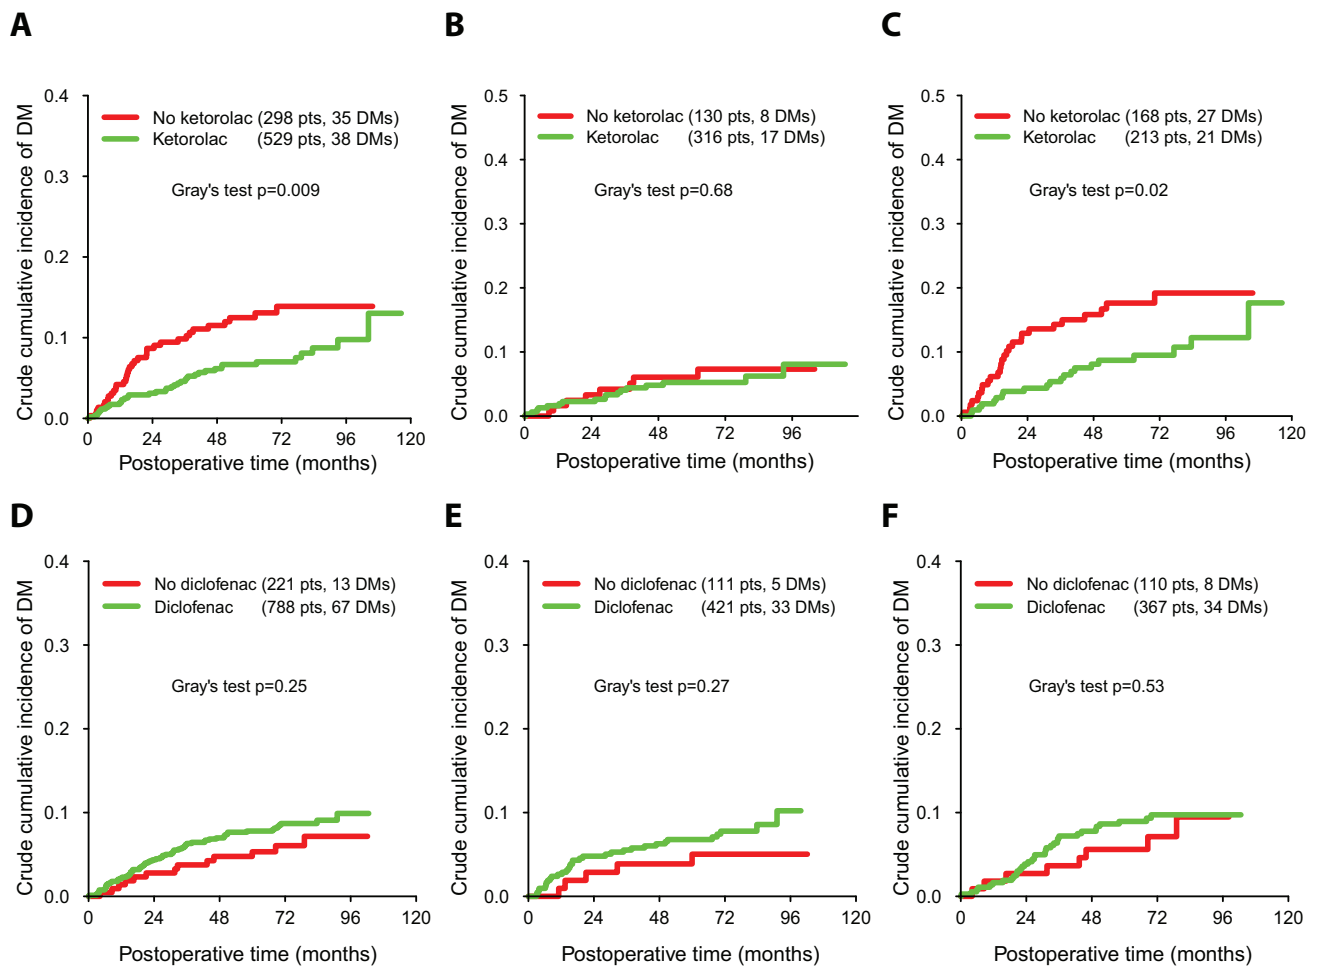 A
B
C
Crude cumulative incidence of DM
0.4
0.3
0.2
0.1
0.0
No ketorolac (298 pts, 35 DMs)
Ketorolac (529 pts, 38 DMs)
Gray's test p=0.009
0 24 48 72 96 120
Postoperative time (months)
Crude cumulative incidence of DM
0.5
0.4
0.3
0.2
0.1
0.0
No ketorolac (130 pts, 8 DMs)
Ketorolac (316 pts, 17 DMs)
Gray's test p=0.68
0 24 48 72 96
Postoperative time (months)
Crude cumulative incidence of DM
0.5
0.4
0.3
0.2
0.1
0.0
No ketorolac (168 pts, 27 DMs)
Ketorolac (213 pts, 21 DMs)
Gray's test p=0.02
0 24 48 72 96 120
Postoperative time (months)
D
E
F
Crude cumulative incidence of DM
0.4
0.3
0.2
0.1
0.0
No diclofenac (221 pts, 13 DMs)
Diclofenac (788 pts, 67 DMs)
Gray's test p=0.25
0 24 48 72 96 120
Postoperative time (months)
Crude cumulative incidence of DM
0.4
0.3
0.2
0.1
0.0
No diclofenac (111 pts, 5 DMs)
Diclofenac (421 pts, 33 DMs)
Gray's test p=0.27
0 24 48 72 96 120
Postoperative time (months)
Crude cumulative incidence of DM
0.4
0.3
0.2
0.1
0.0
No diclofenac (110 pts, 8 DMs)
Diclofenac (367 pts, 34 DMs)
Gray's test p=0.53
0 24 48 72 96 120
Postoperative time (months)